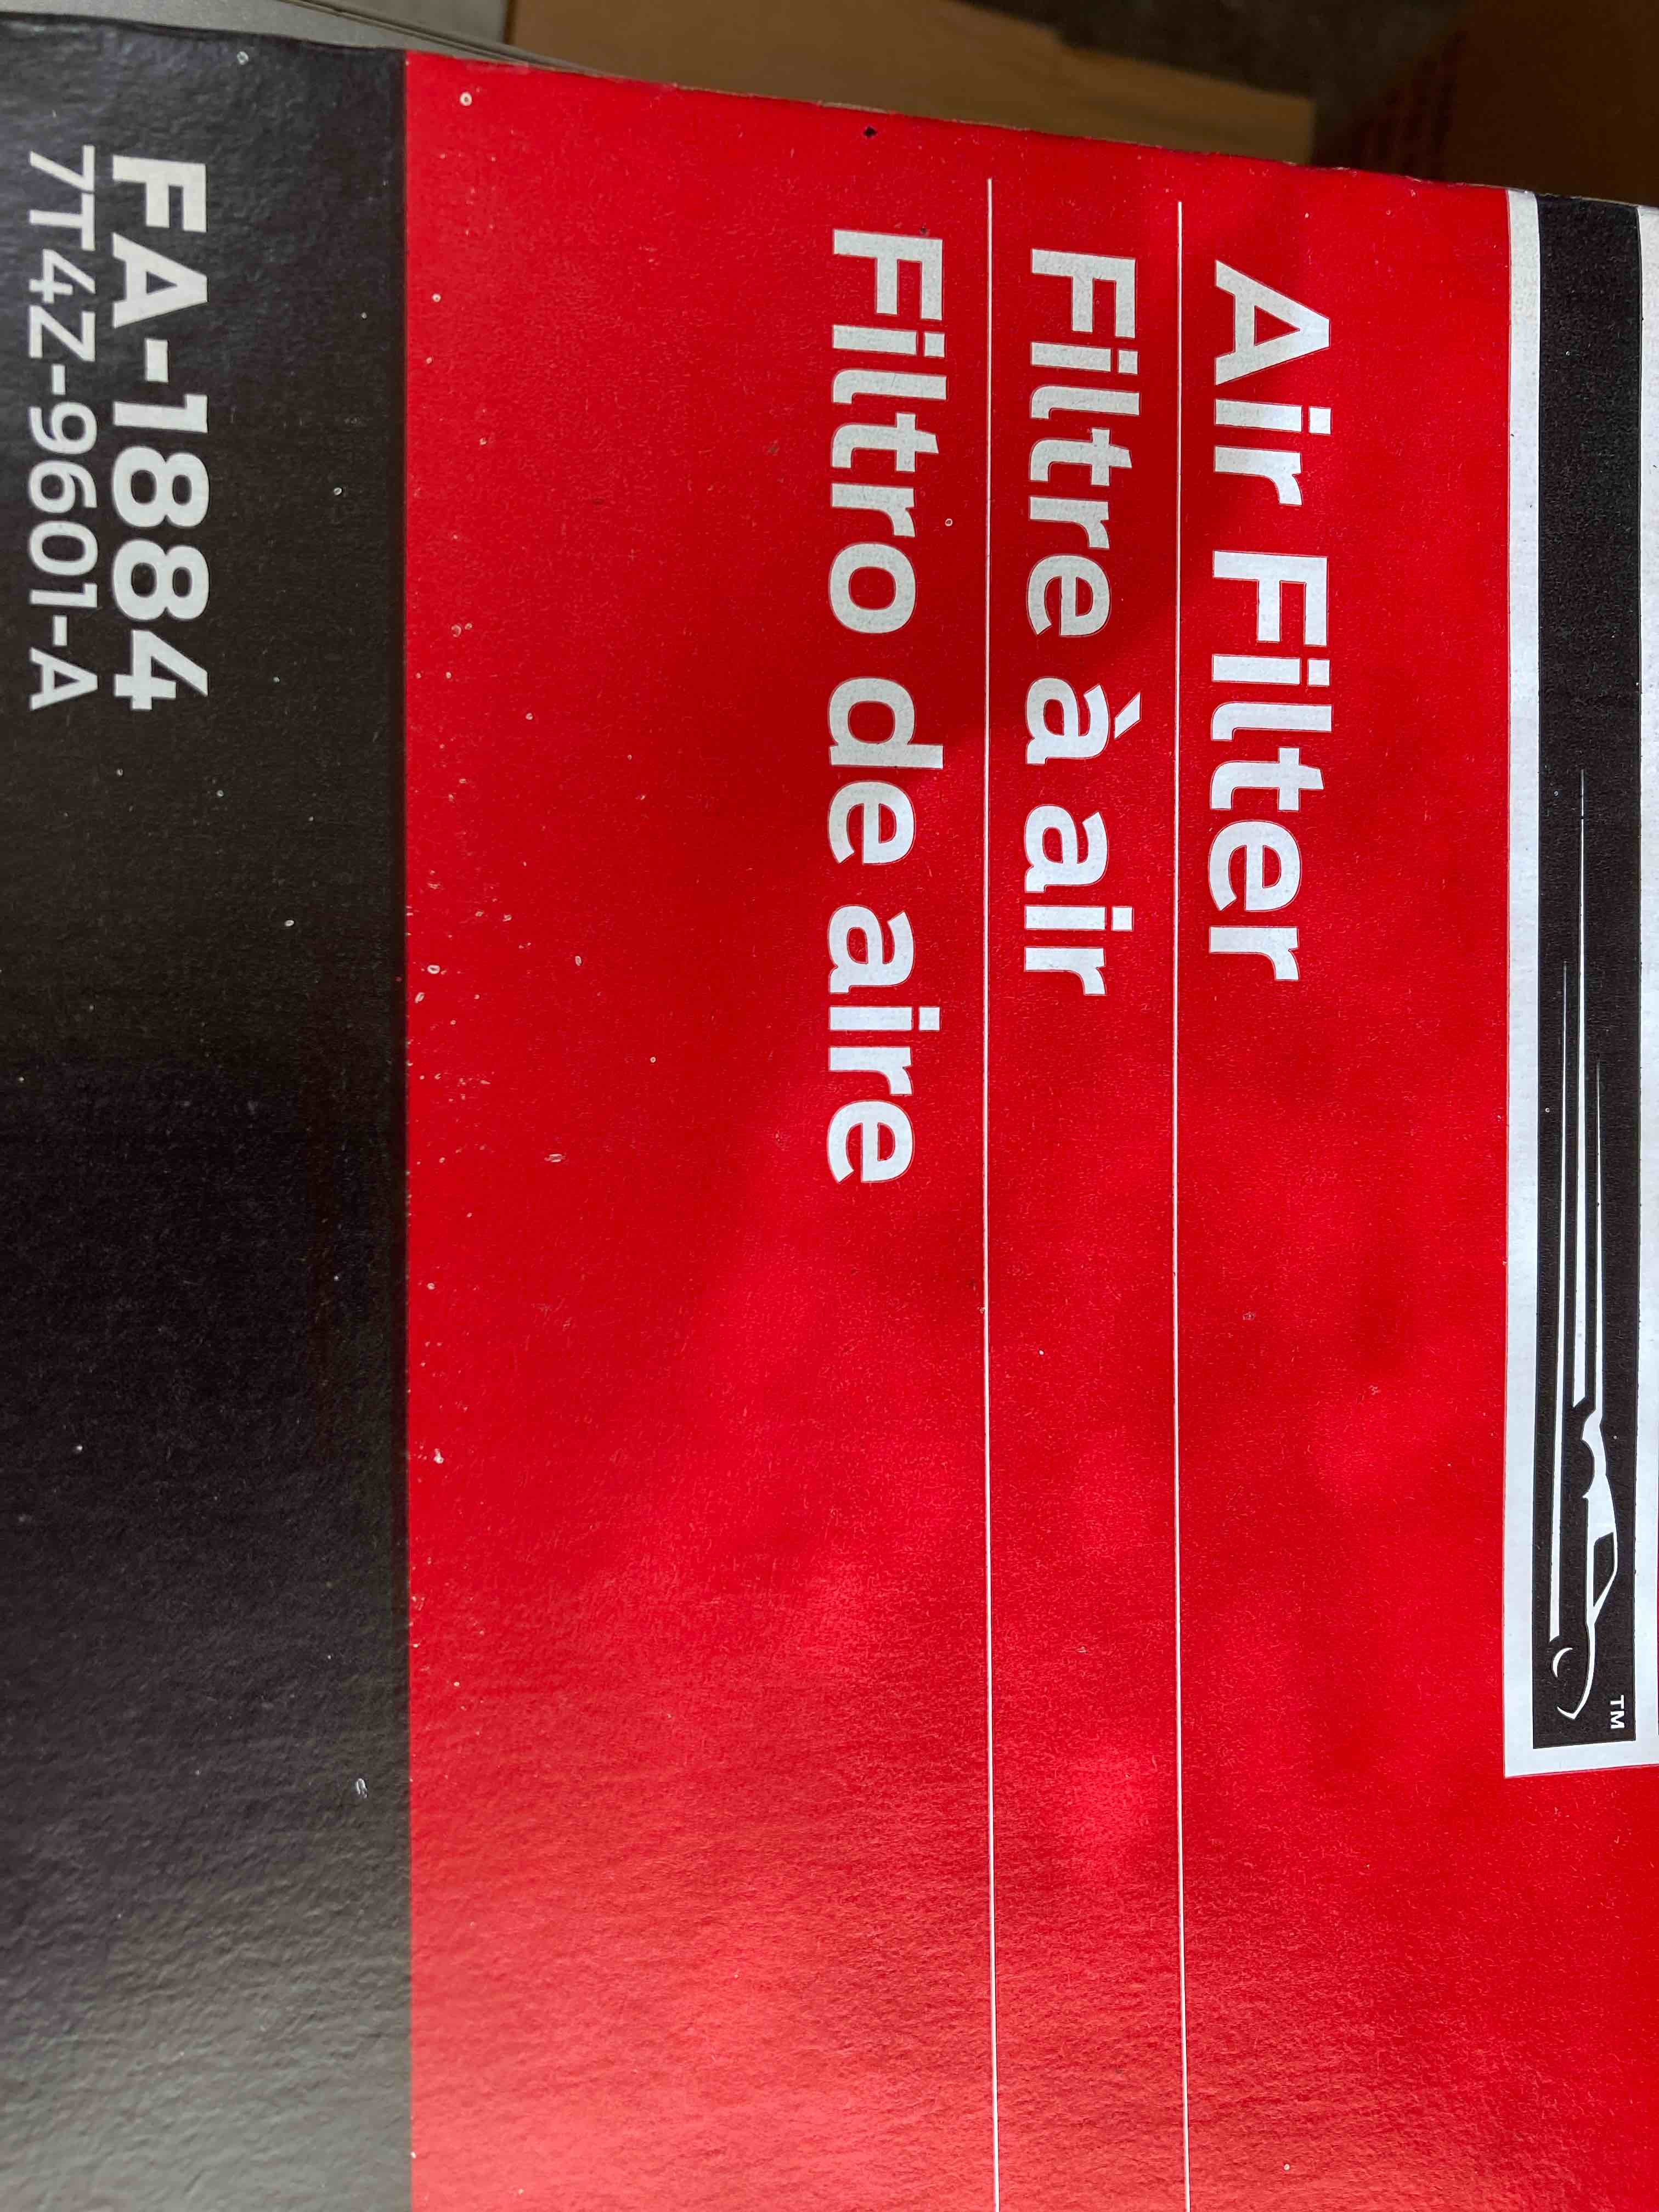 TM
Air Filter
Filtre à air
Filtro de aire
FA-1884
7T4Z-9601-A